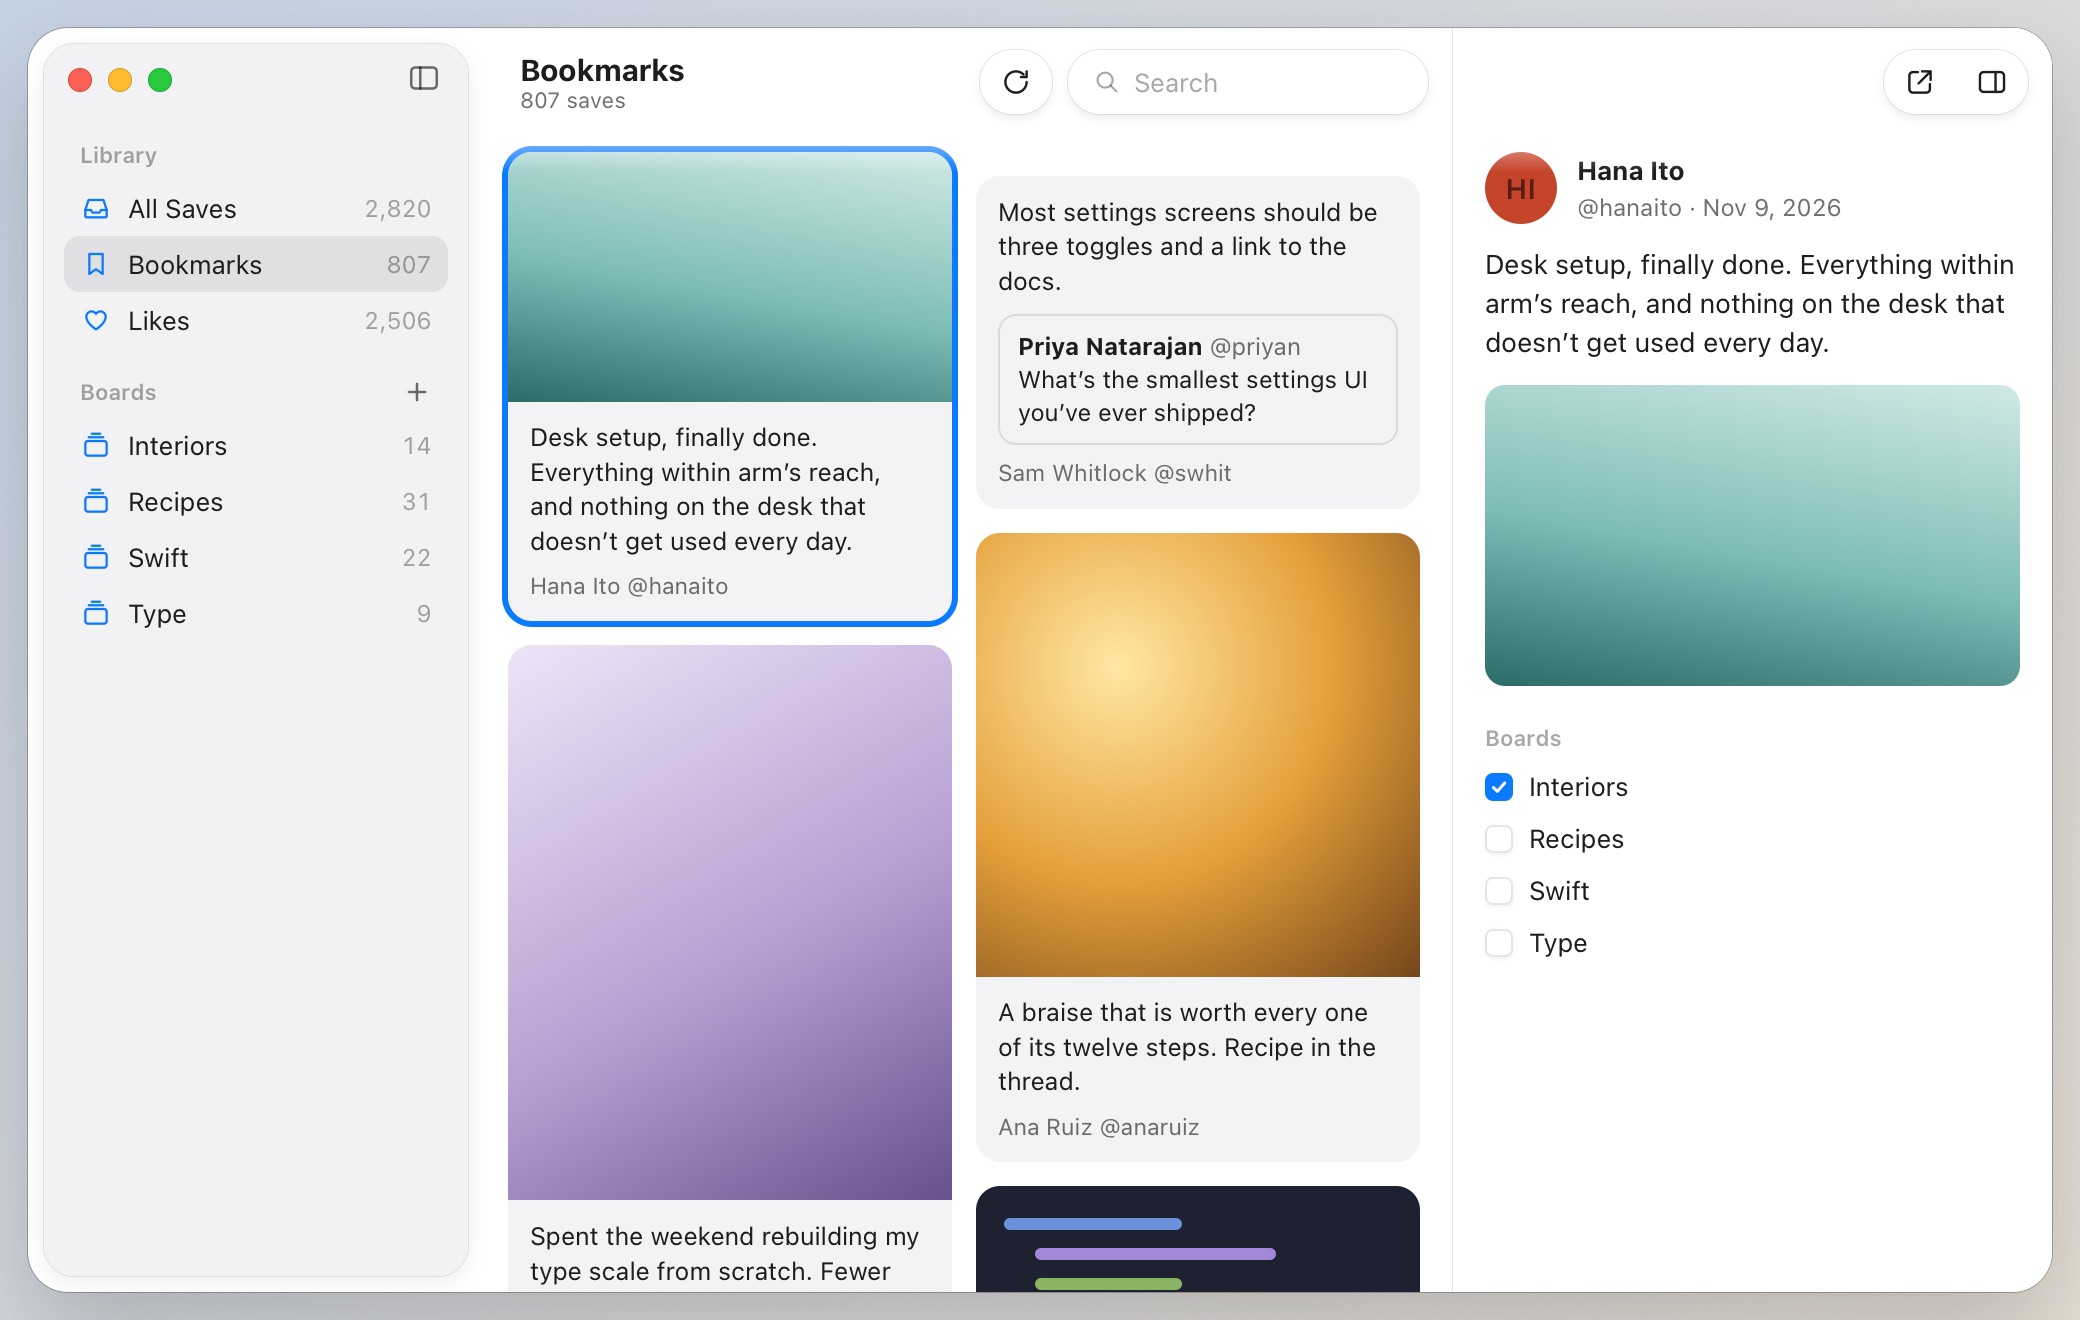 Library
All Saves 2,820
Bookmarks 807
Likes 2,506
Boards
Interiors 14
Recipes 31
Swift 22
Type 9
Bookmarks
807 saves
Search
Desk setup, finally done.
Everything within arm’s reach,
and nothing on the desk that
doesn’t get used every day.
Hana Ito @hanaito
Spent the weekend rebuilding my
type scale from scratch. Fewer
Most settings screens should be
three toggles and a link to the
docs.
Priya Natarajan @priyan
What’s the smallest settings UI
you’ve ever shipped?
Sam Whitlock @swhit
A braise that is worth every one
of its twelve steps. Recipe in the
thread.
Ana Ruiz @anaruiz
HI
Hana Ito
@hanaito · Nov 9, 2026
Desk setup, finally done. Everything within
arm’s reach, and nothing on the desk that
doesn’t get used every day.
Boards
Interiors
Recipes
Swift
Type